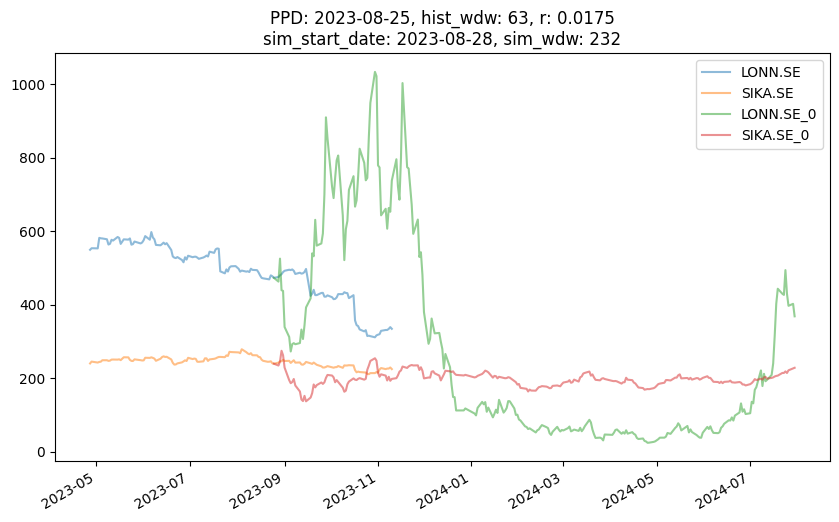 PPD: 2023-08-25, hist_wdw: 63, r: 0.0175
sim_start_date: 2023-08-28, sim_wdw: 232
LONN.SE
SIKA.SE
LONN.SE_0
SIKA.SE_0
1000
800
600
400
200
0
2023-05
2023-07
2023-09
2023-11
2024-01
2024-03
2024-05
2024-07